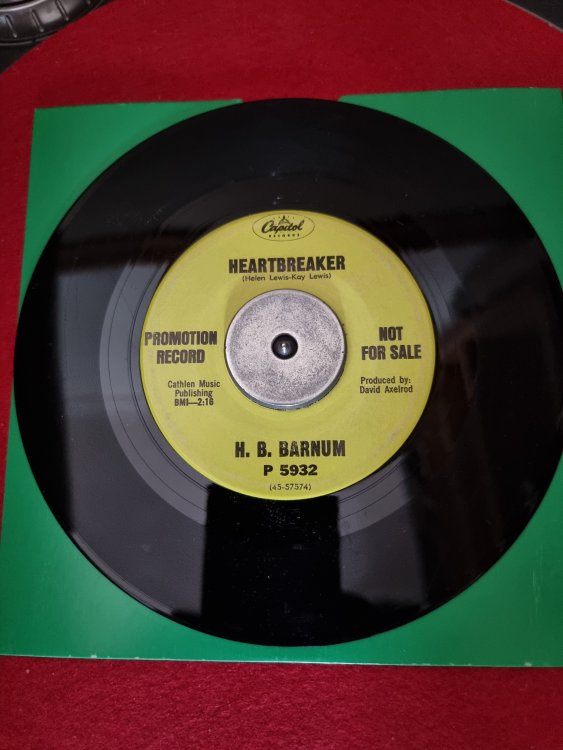 Capitol
RECORDS
HEARTBREAKER
(Helen Lewis-Kay Lewis)
PROMOTION
RECORD
NOT
FOR SALE
Cathlen Music
Publishing
BMI—2:16
Produced by:
David Axelrod
H. B. BARNUM
P 5932
(45-57574)